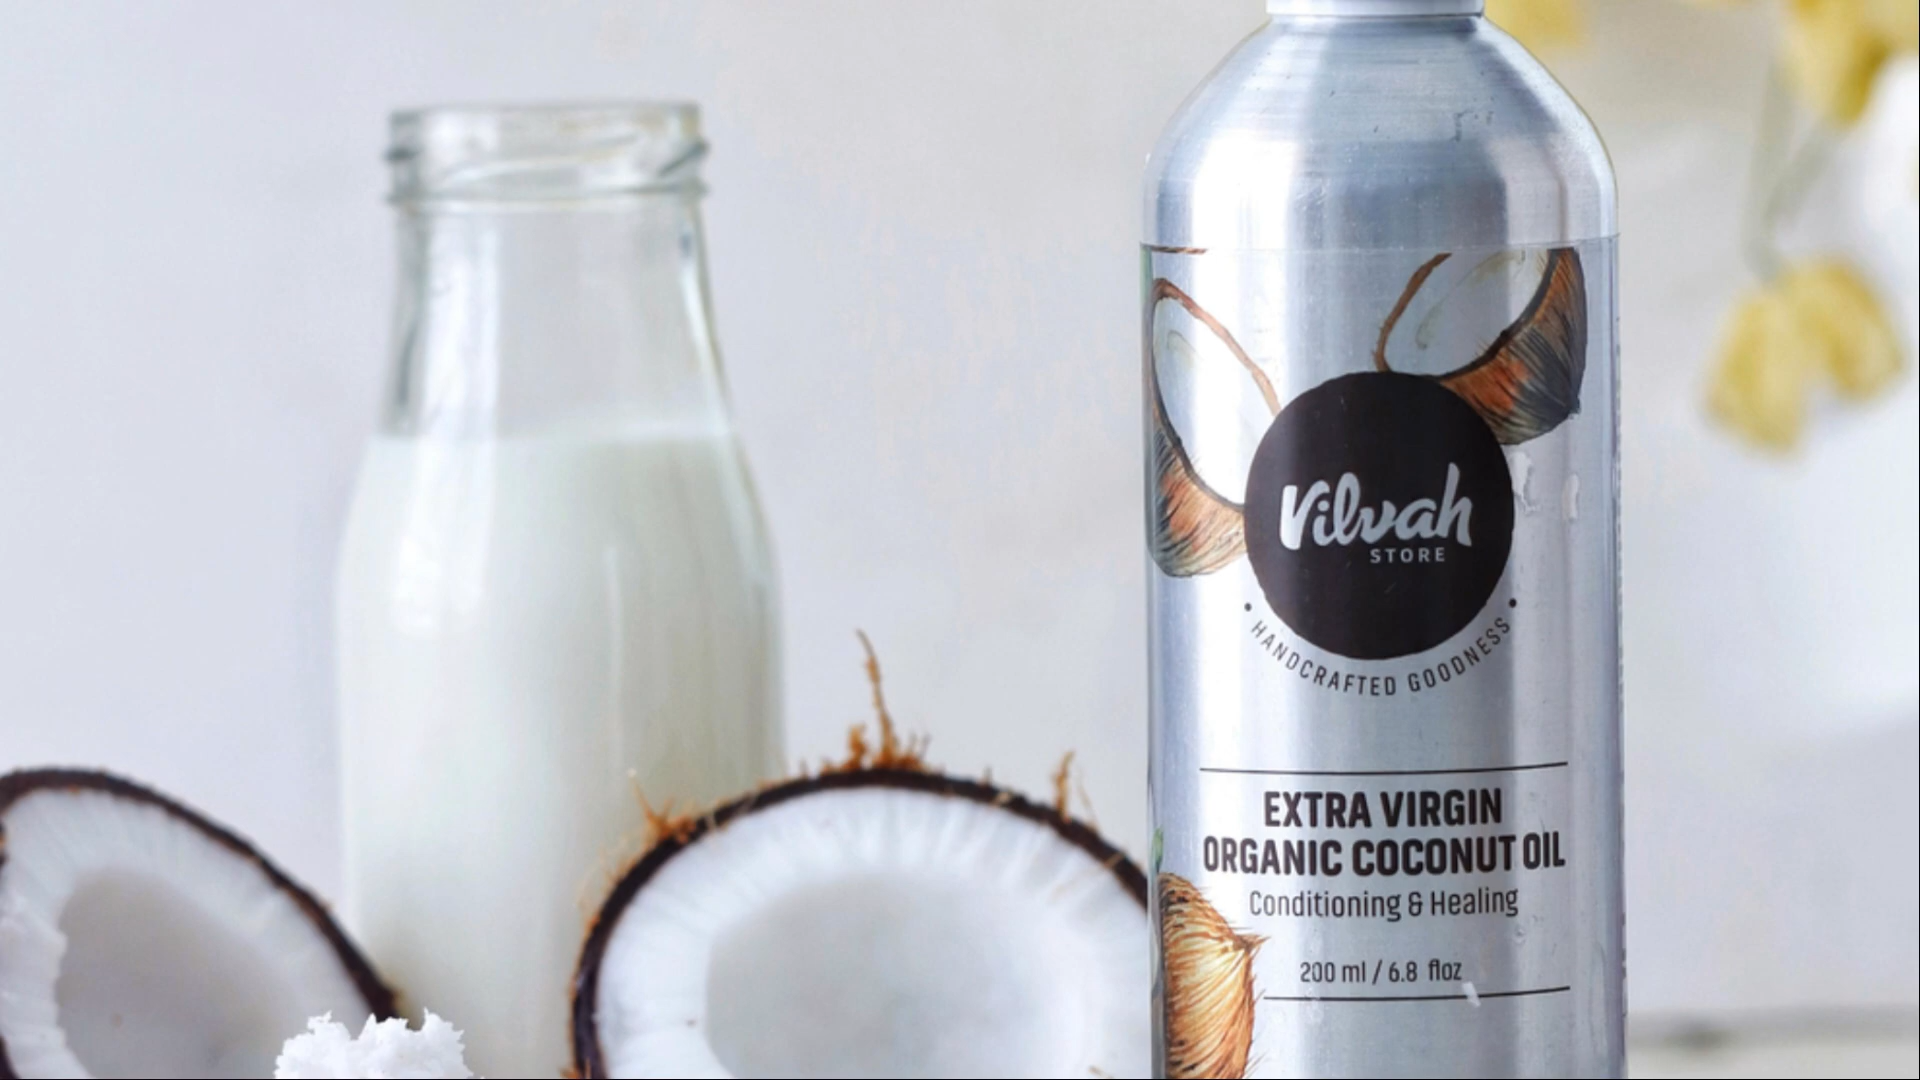 Vilvah
STORE
• HANDCRAFTED GOODNESS •
EXTRA VIRGIN
ORGANIC COCONUT OIL
Conditioning & Healing
200 ml / 6.8 floz